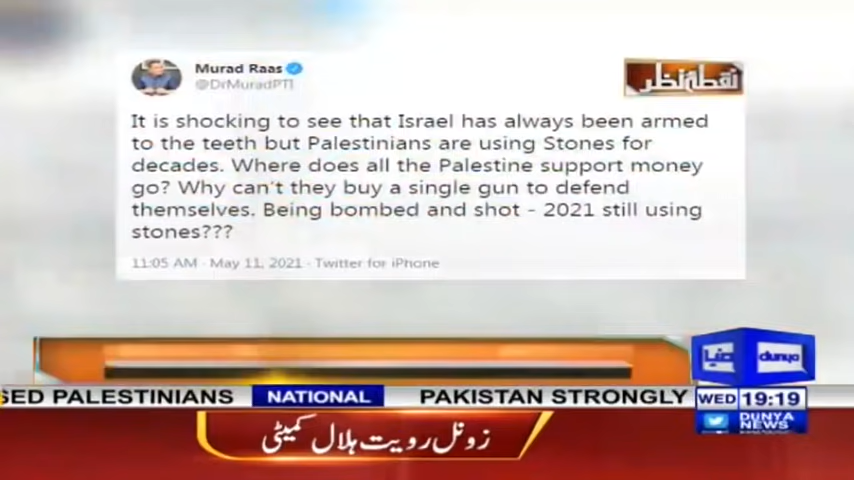 Murad Raas
@DrMuradPTI
نقطۂ نظر
It is shocking to see that Israel has always been armed
to the teeth but Palestinians are using Stones for
decades. Where does all the Palestine support money
go? Why can't they buy a single gun to defend
themselves. Being bombed and shot - 2021 still using
stones???
11:05 AM · May 11, 2021 · Twitter for iPhone
دنیا
dunya
SED PALESTINIANS NATIONAL PAKISTAN STRONGLY
WED 19:19
DUNYA
NEWS
زونل رویت ہلال کمیٹی